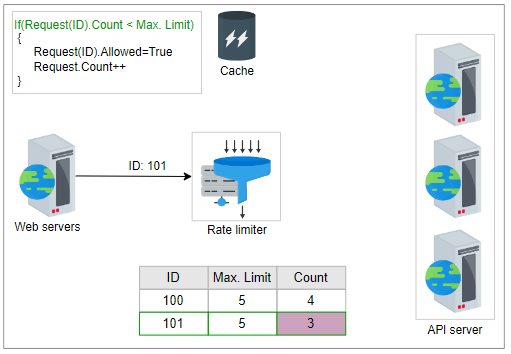 If(Request(ID).Count < Max. Limit)
{
Request(ID).Allowed=True
Request.Count++
}
Cache
ID: 101
Web servers
Rate limiter
API server
ID Max. Limit Count
100 5 4
101 5 3